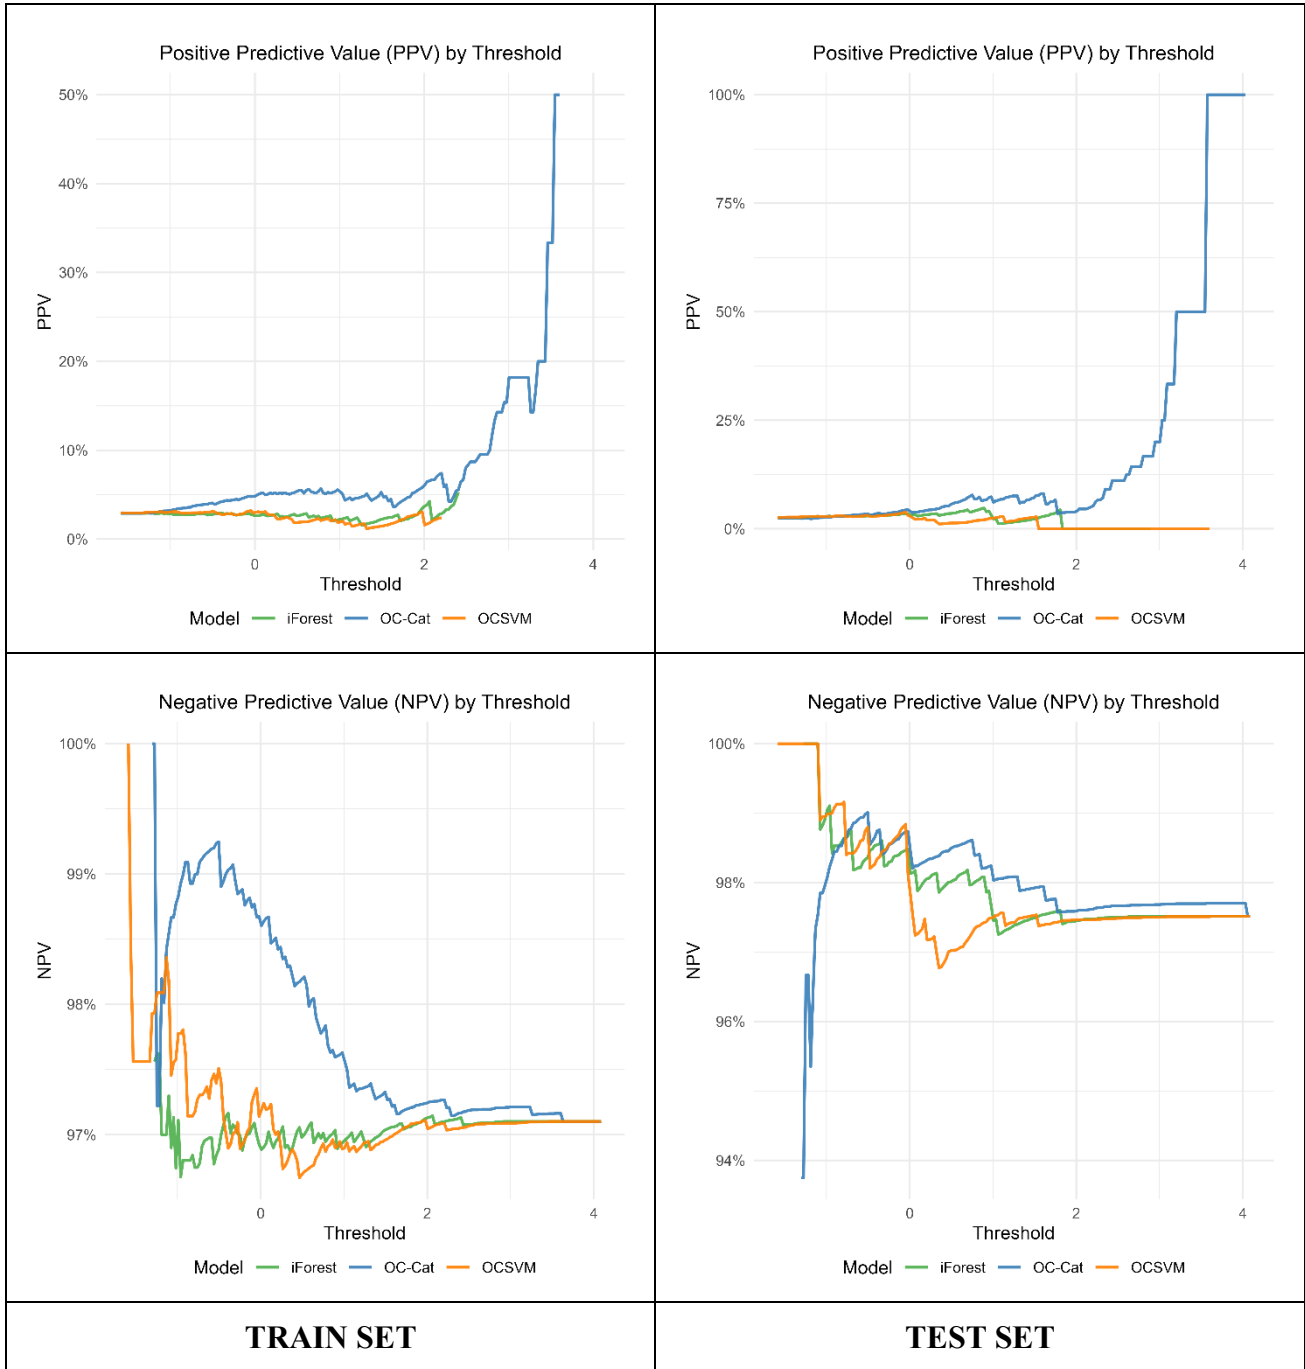 Positive Predictive Value (PPV) by Threshold
50%
40%
30%
20%
10%
0%
PPV
0 2 4
Threshold
Model iForest OC-Cat OCSVM
Positive Predictive Value (PPV) by Threshold
100%
75%
50%
25%
0%
PPV
0 2 4
Threshold
Model iForest OC-Cat OCSVM
Negative Predictive Value (NPV) by Threshold
100%
99%
98%
97%
NPV
0 2 4
Threshold
Model iForest OC-Cat OCSVM
Negative Predictive Value (NPV) by Threshold
100%
98%
96%
94%
NPV
0 2 4
Threshold
Model iForest OC-Cat OCSVM
TRAIN SET
TEST SET